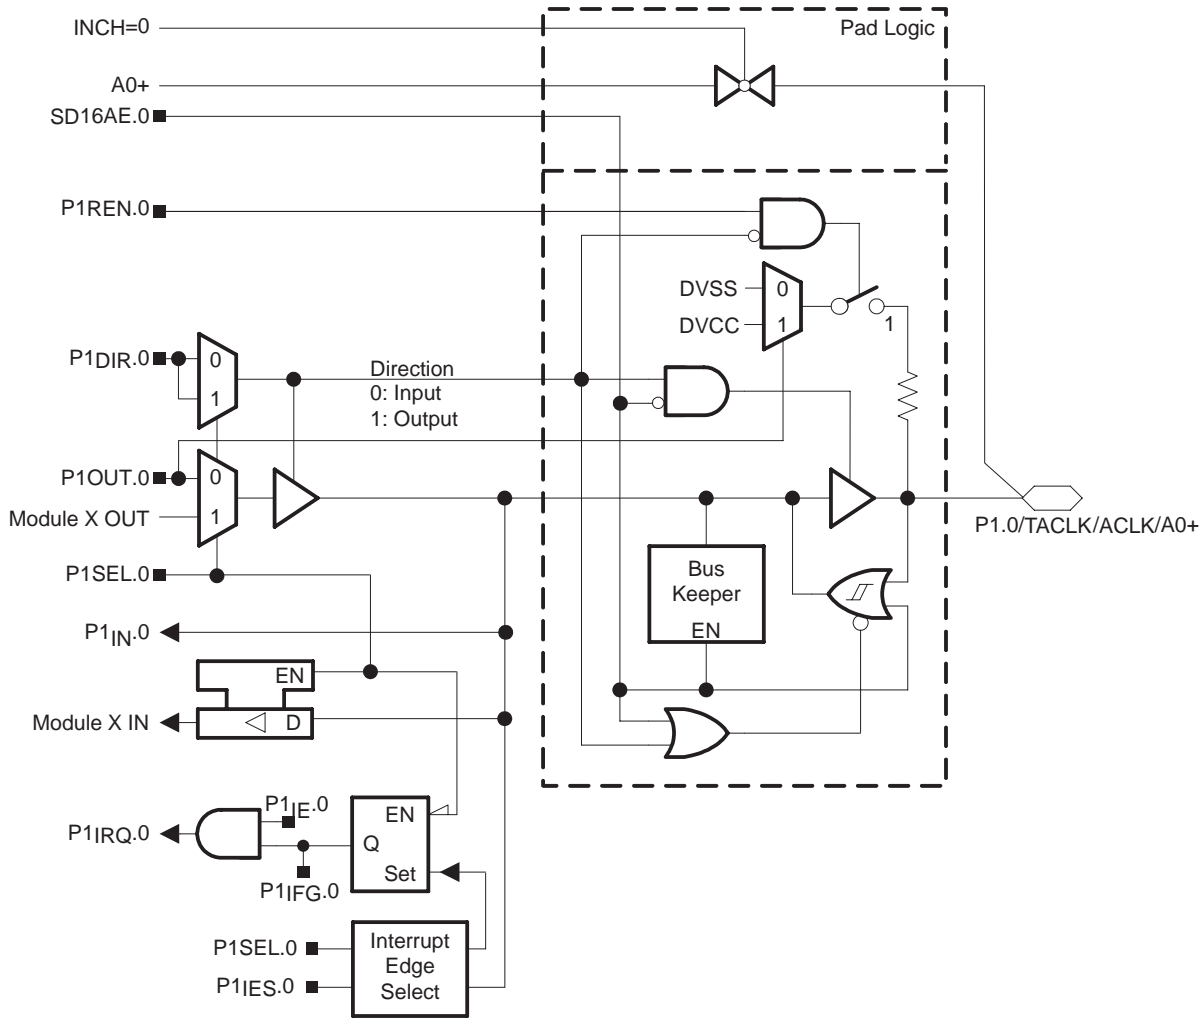 INCH=0
Pad Logic
A0+
SD16AE.0
P1REN.0
DVSS
0
DVCC
1
1
P1DIR.0
0
1
Direction
0: Input
1: Output
P1OUT.0
0
Module X OUT
1
P1.0/TACLK/ACLK/A0+
P1SEL.0
Bus
Keeper
EN
P1IN.0
EN
Module X IN
D
P1IE.0
EN
P1IRQ.0
Q
Set
P1IFG.0
P1SEL.0
P1IES.0
Interrupt
Edge
Select